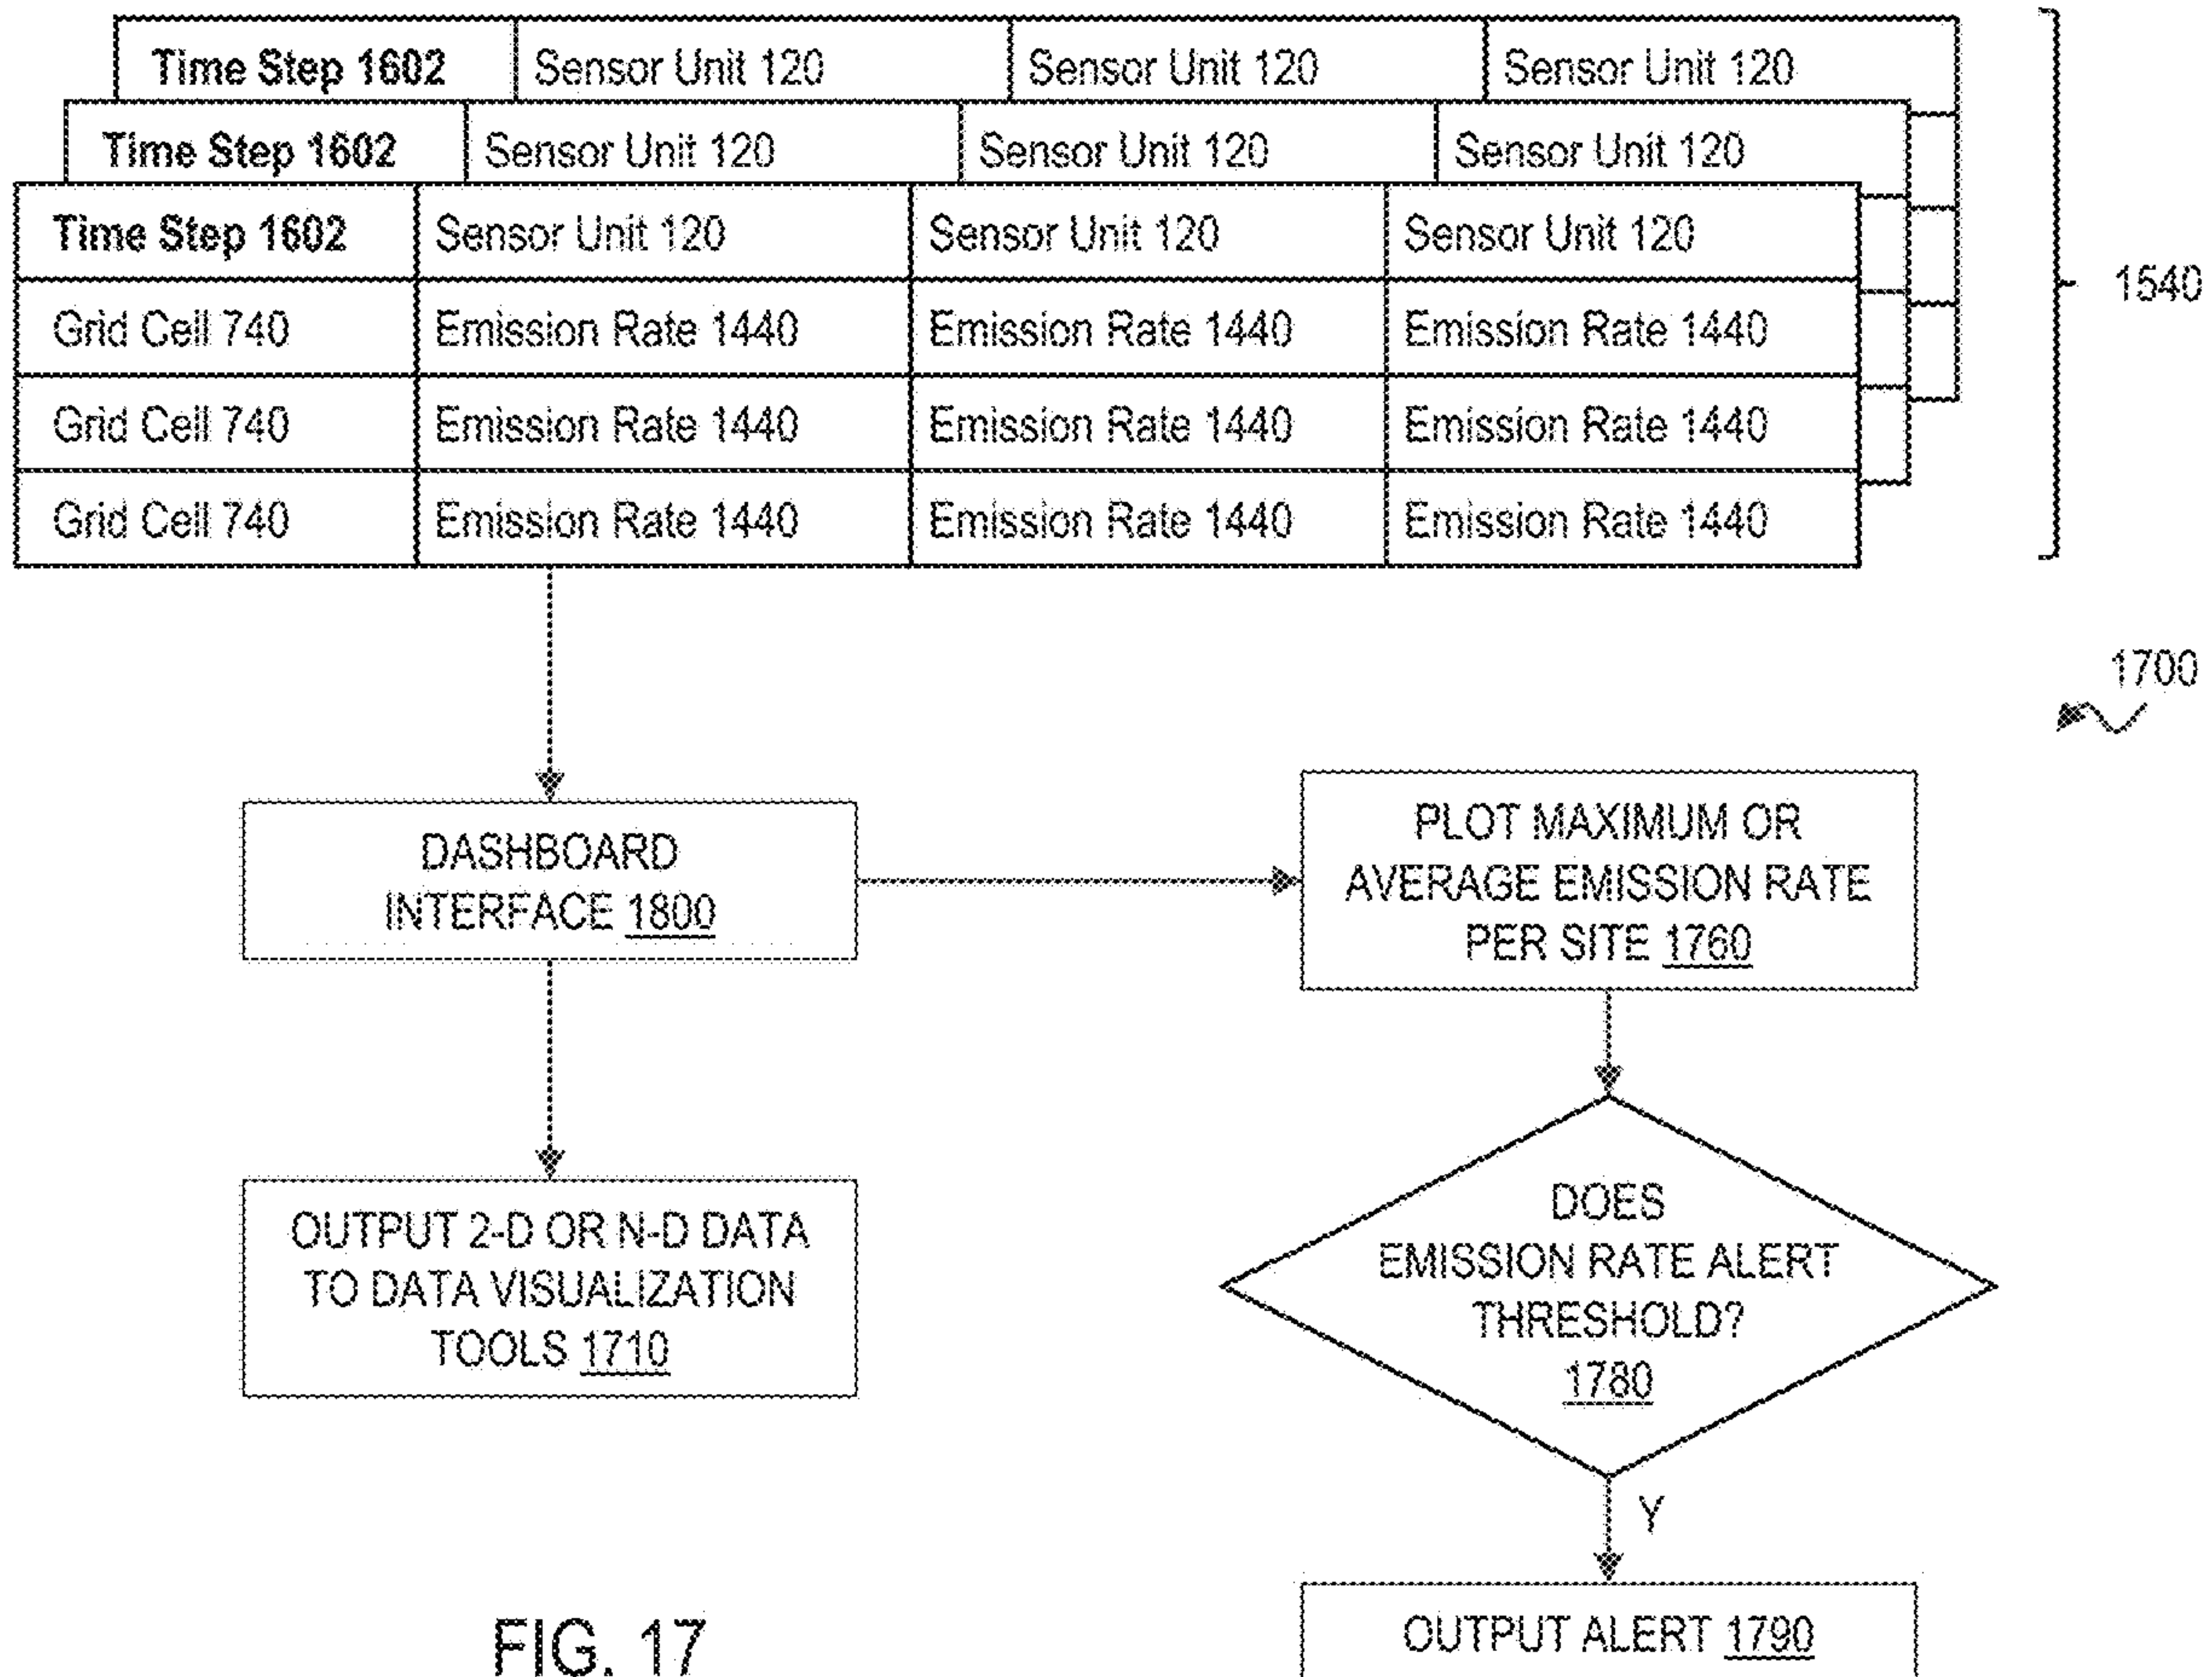 Time Step 1602 Sensor Unit 120 Sensor Unit 120 Sensor Unit 120
Time Step 1602 Sensor Unit 120 Sensor Unit 120 Sensor Unit 120
Time Step 1602 Sensor Unit 120 Sensor Unit 120 Sensor Unit 120
Grid Cell 740 Emission Rate 1440 Emission Rate 1440 Emission Rate 1440
Grid Cell 740 Emission Rate 1440 Emission Rate 1440 Emission Rate 1440
Grid Cell 740 Emission Rate 1440 Emission Rate 1440 Emission Rate 1440
1540
1700
DASHBOARD
INTERFACE 1800
PLOT MAXIMUM OR
AVERAGE EMISSION RATE
PER SITE 1760
OUTPUT 2-D OR N-D DATA
TO DATA VISUALIZATION
TOOLS 1710
DOES
EMISSION RATE ALERT
THRESHOLD?
1780
Y
OUTPUT ALERT 1790
FIG. 17